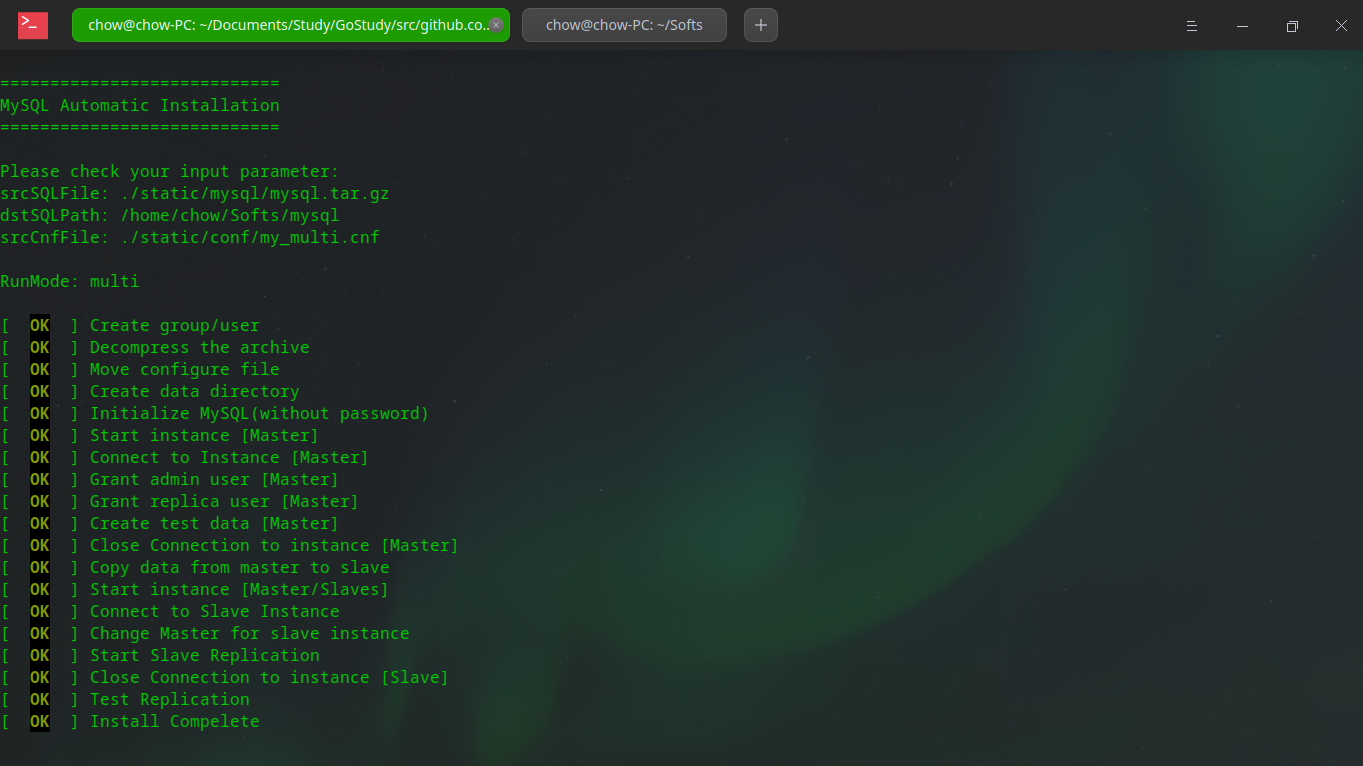 chow@chow-PC: ~/Documents/Study/GoStudy/src/github.co..
chow@chow-PC: ~/Softs
============================
MySQL Automatic Installation
============================
Please check your input parameter:
srcSQLFile: ./static/mysql/mysql.tar.gz
dstSQLPath: /home/chow/Softs/mysql
srcCnfFile: ./static/conf/my_multi.cnf
RunMode: multi
[  OK  ] Create group/user
[  OK  ] Decompress the archive
[  OK  ] Move configure file
[  OK  ] Create data directory
[  OK  ] Initialize MySQL(without password)
[  OK  ] Start instance [Master]
[  OK  ] Connect to Instance [Master]
[  OK  ] Grant admin user [Master]
[  OK  ] Grant replica user [Master]
[  OK  ] Create test data [Master]
[  OK  ] Close Connection to instance [Master]
[  OK  ] Copy data from master to slave
[  OK  ] Start instance [Master/Slaves]
[  OK  ] Connect to Slave Instance
[  OK  ] Change Master for slave instance
[  OK  ] Start Slave Replication
[  OK  ] Close Connection to instance [Slave]
[  OK  ] Test Replication
[  OK  ] Install Compelete